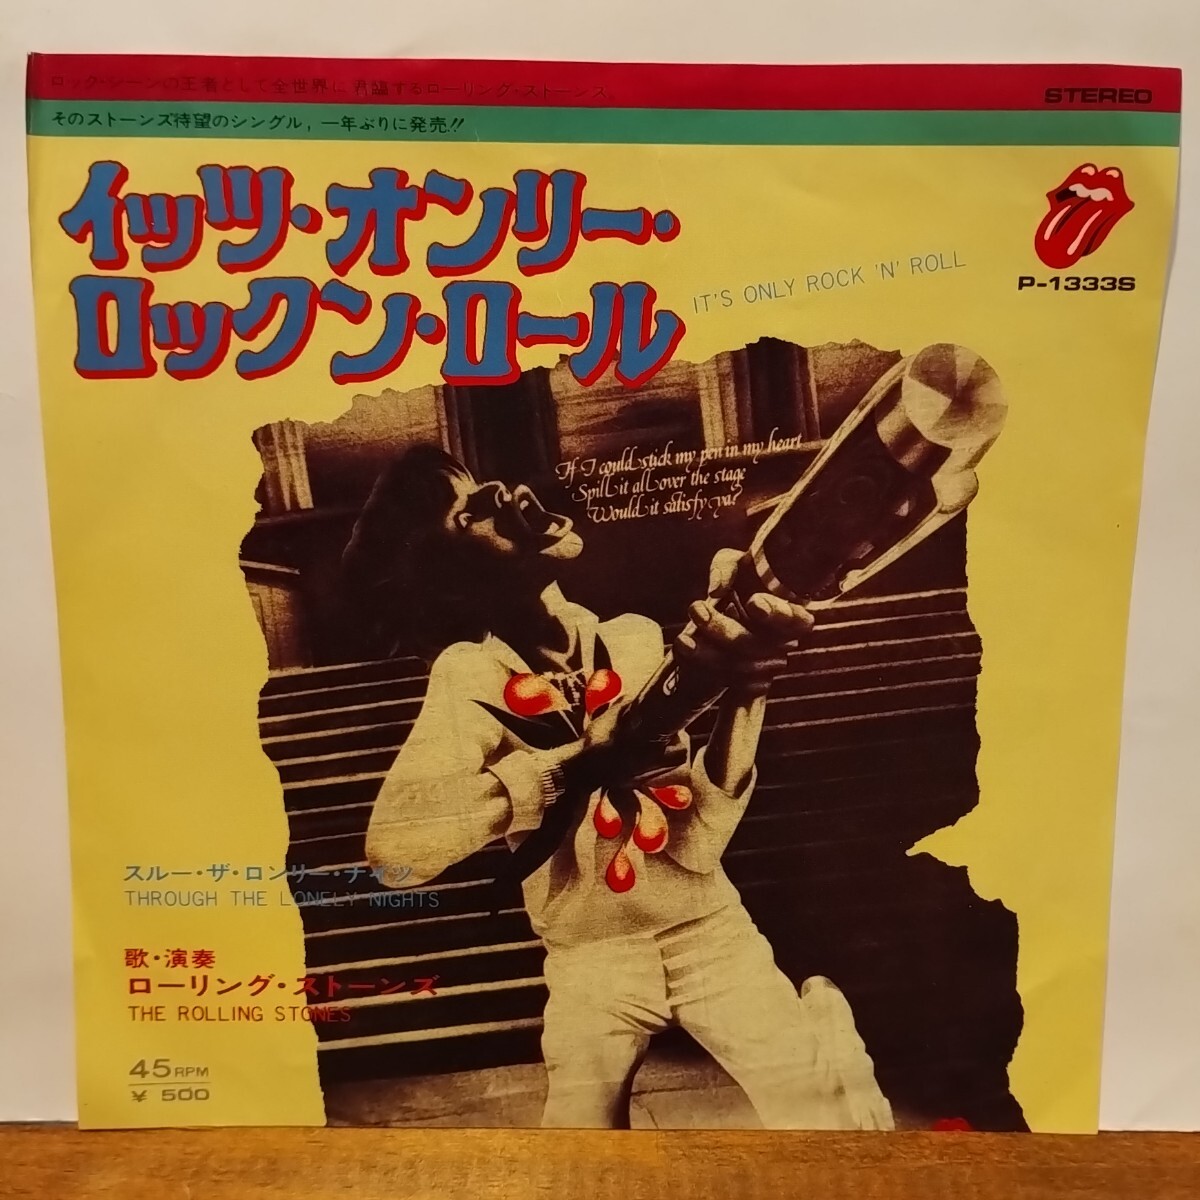 ロック・シーンの王者として全世界に君臨するローリング・ストーンズ。
STEREO
そのストーンズ待望のシングル，一年ぶりに発売!!
イッツ・オンリー・
ロックン・ロール
IT'S ONLY ROCK 'N' ROLL
P-1333S
If I could stick my pen in my heart
Spill it all over the stage
Would it satisfy ya?
スルー・ザ・ロンリー・ナイツ
THROUGH THE LONELY NIGHTS
歌・演奏
ローリング・ストーンズ
THE ROLLING STONES
45 RPM
¥ 500